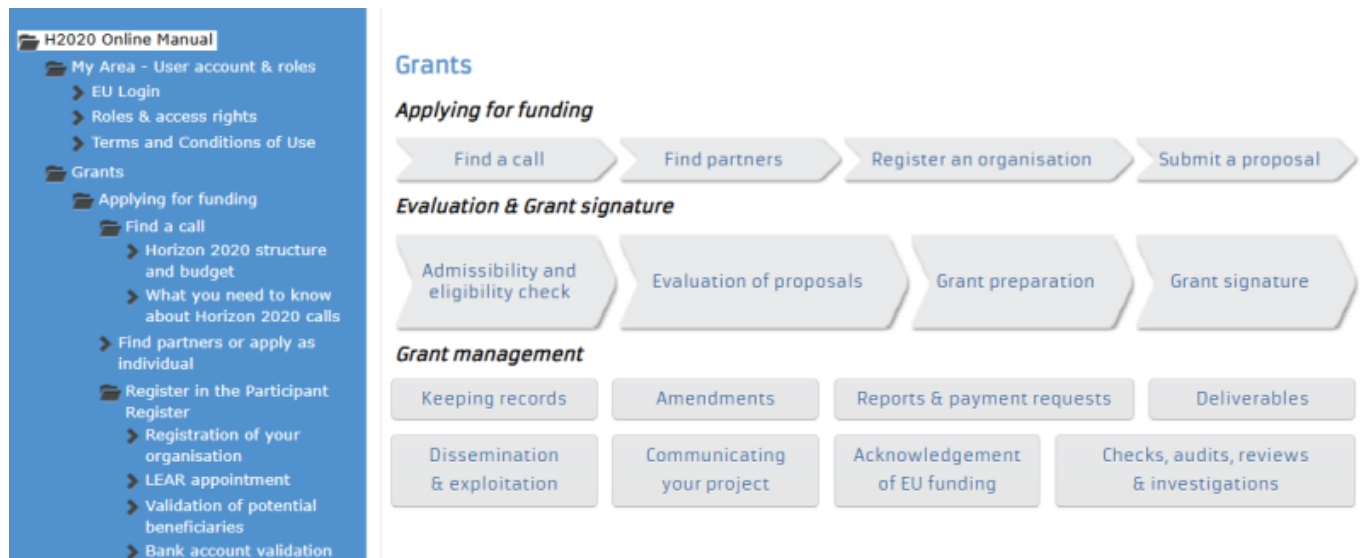 H2020 Online Manual
My Area - User account & roles
EU Login
Roles & access rights
Terms and Conditions of Use
Grants
Applying for funding
Find a call
Horizon 2020 structure
and budget
What you need to know
about Horizon 2020 calls
Find partners or apply as
individual
Register in the Participant
Register
Registration of your
organisation
LEAR appointment
Validation of potential
beneficiaries
Bank account validation
Grants
Applying for funding
Find a call
Find partners
Register an organisation
Submit a proposal
Evaluation & Grant signature
Admissibility and
eligibility check
Evaluation of proposals
Grant preparation
Grant signature
Grant management
Keeping records
Amendments
Reports & payment requests
Deliverables
Dissemination
& exploitation
Communicating
your project
Acknowledgement
of EU funding
Checks, audits, reviews
& investigations